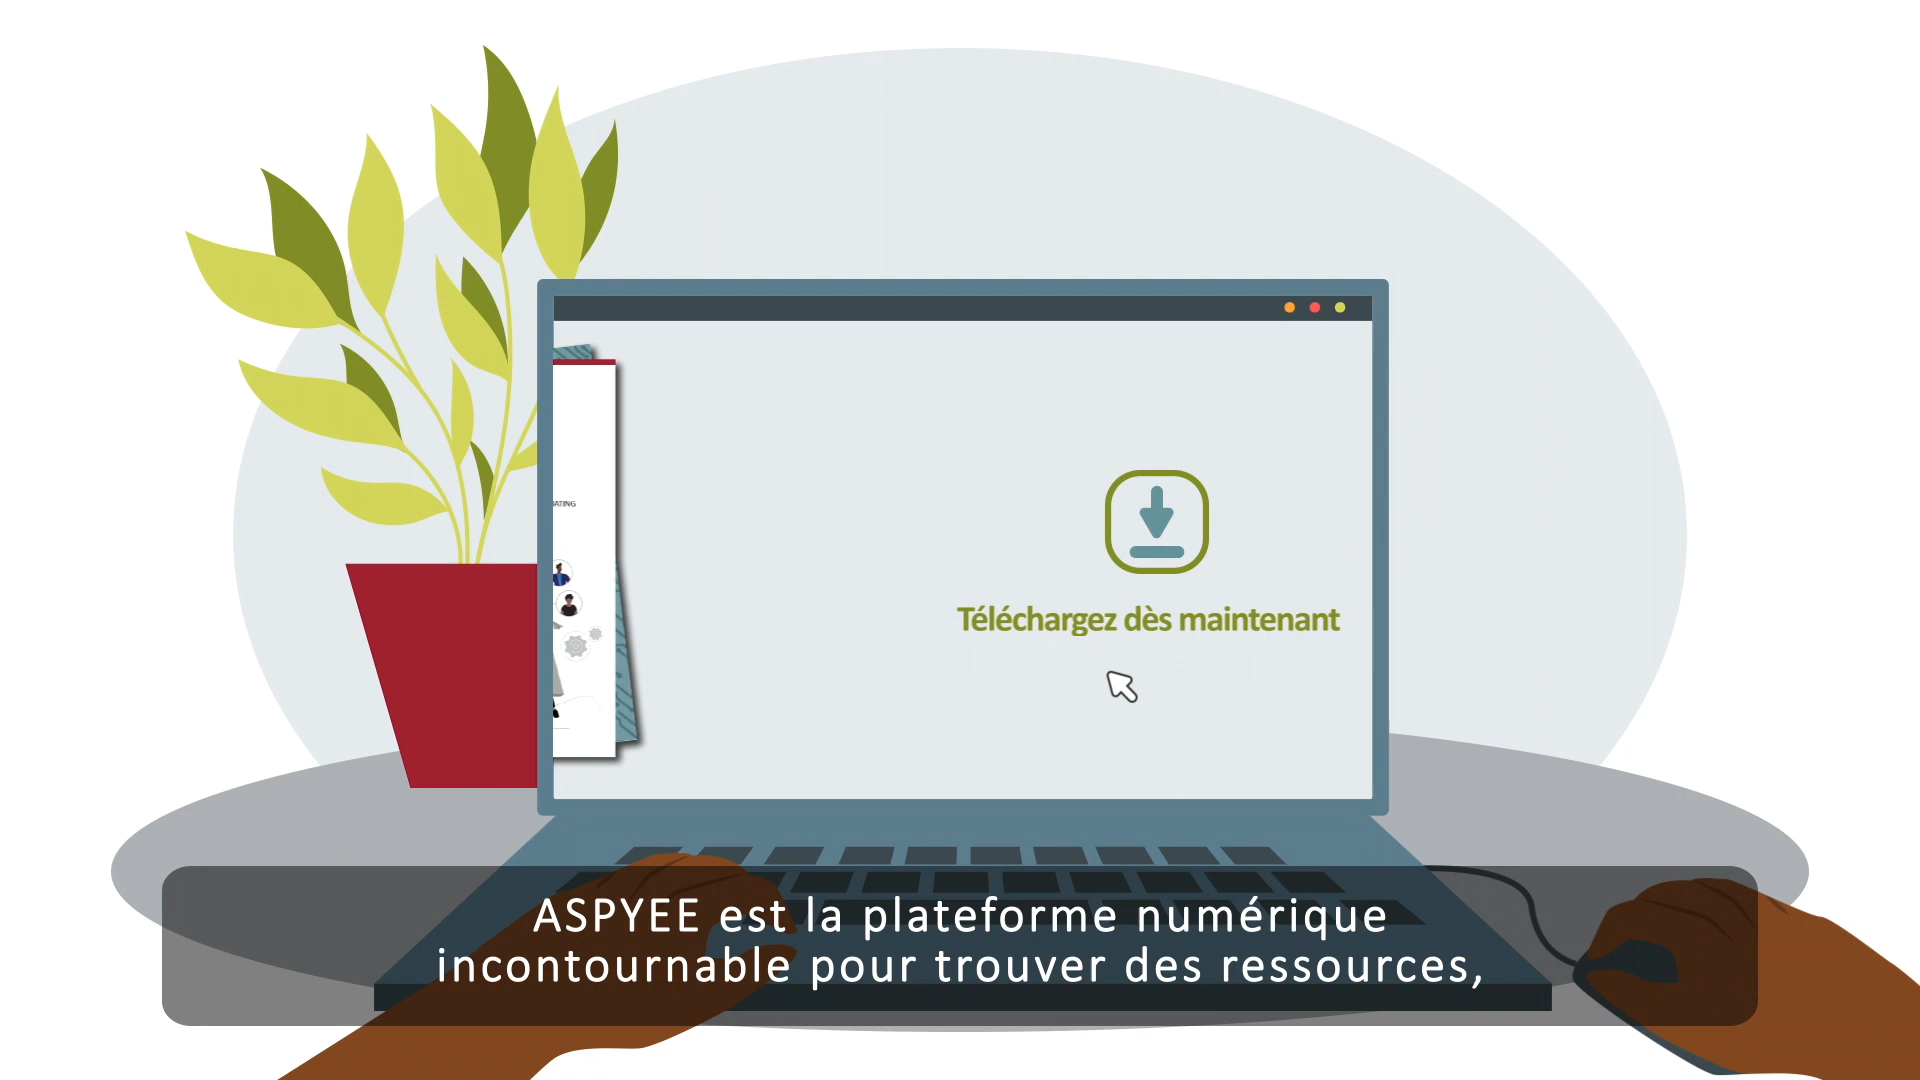 Téléchargez dès maintenant
ASPYEE est la plateforme numérique
incontournable pour trouver des ressources,